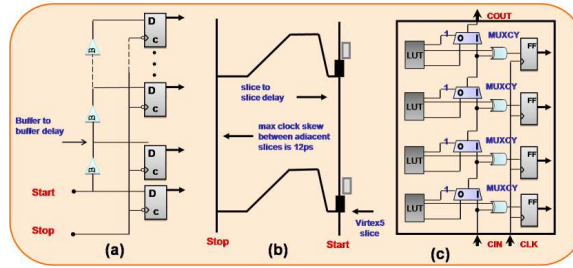 D
C
B
D
C
B
Buffer to
buffer delay
D
C
B
Start
D
C
Stop
(a)
slice to
slice delay
max clock skew
between adjacent
slices is 12ps
Virtex5
slice
Stop
(b)
Start
COUT
1
0 I
MUXCY
LUT
FF
1
0 I
MUXCY
LUT
FF
1
0 I
MUXCY
LUT
FF
1
0 I
MUXCY
LUT
FF
(c)
CIN
CLK